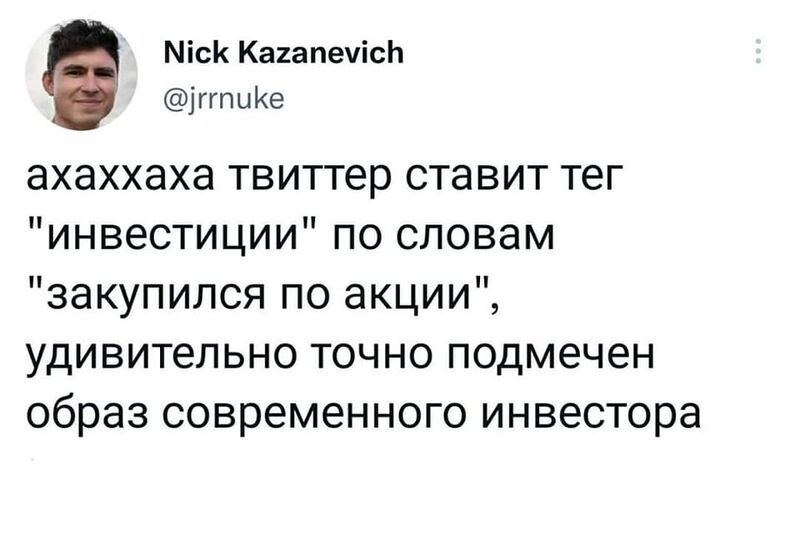 Nick Kazanevich
@jrrnuke
ахаххаха твиттер ставит тег
"инвестиции" по словам
"закупился по акции",
удивительно точно подмечен
образ современного инвестора